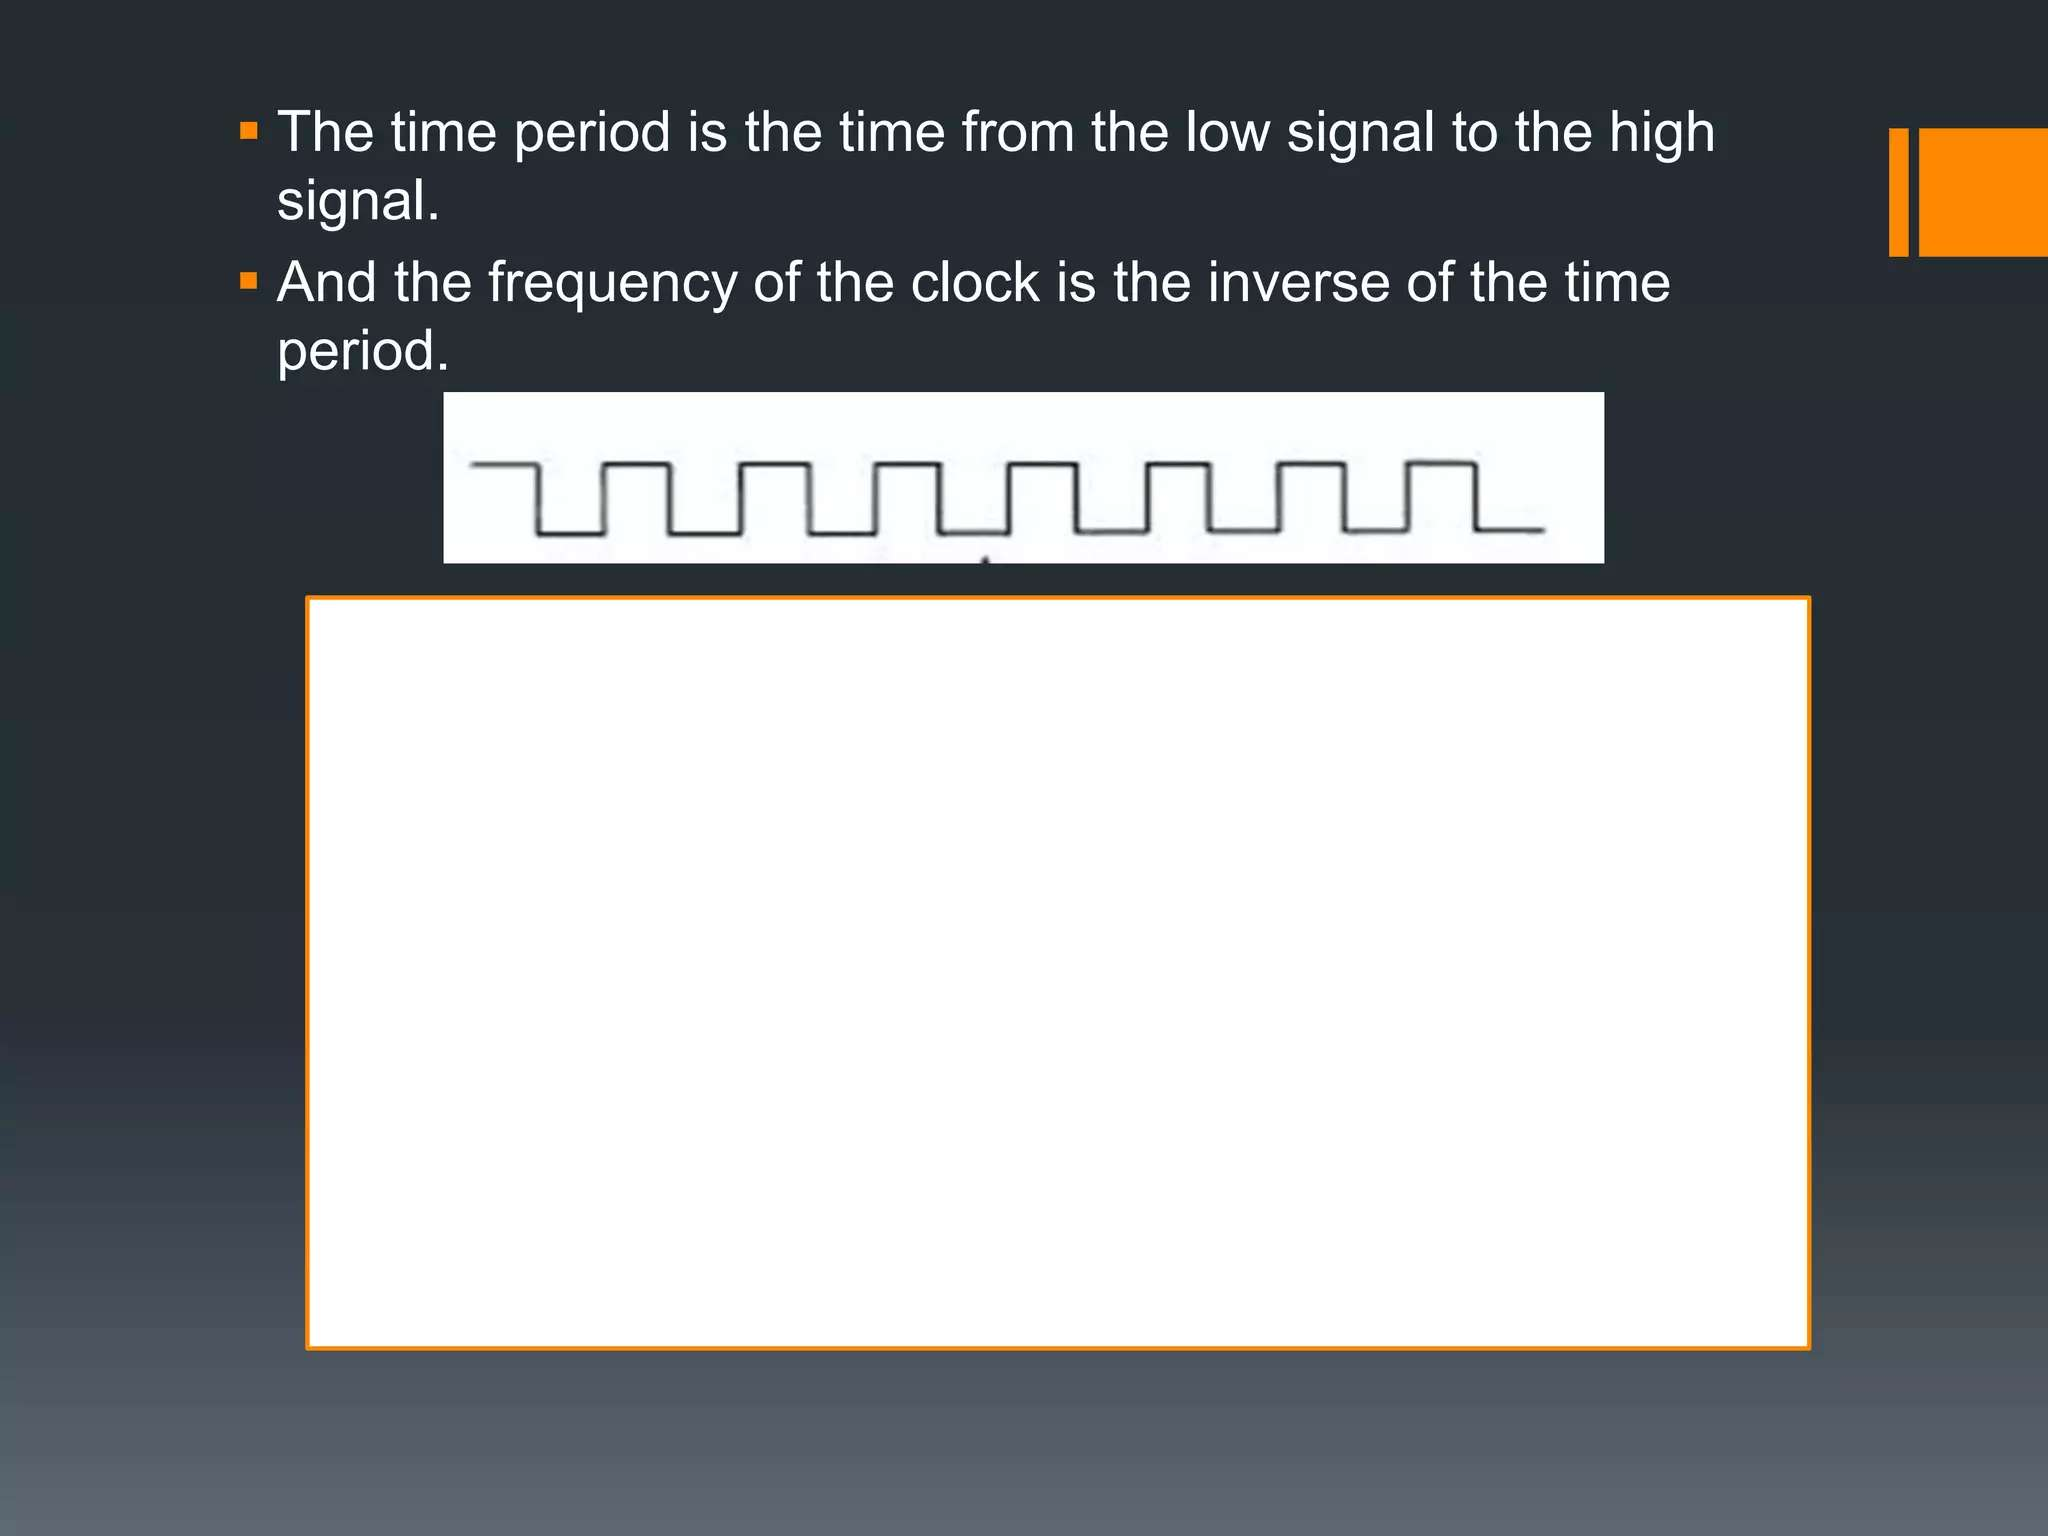 The time period is the time from the low signal to the high
signal.
And the frequency of the clock is the inverse of the time
period.